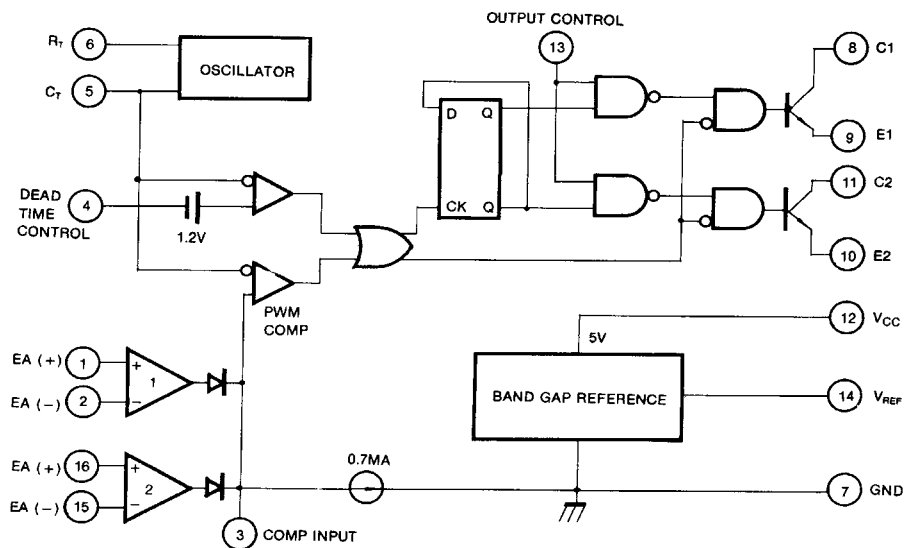 OUTPUT CONTROL
R_T 6
OSCILLATOR
13
8 C1
C_T 5
D Q
9 E1
CK Q
DEAD TIME CONTROL 4
1.2V
11 C2
10 E2
PWM COMP
12 V_CC
5V
EA (+) 1
+
1
EA (−) 2
−
BAND GAP REFERENCE
14 V_REF
EA (+) 16
+
2
EA (−) 15
−
0.7MA
7 GND
3 COMP INPUT